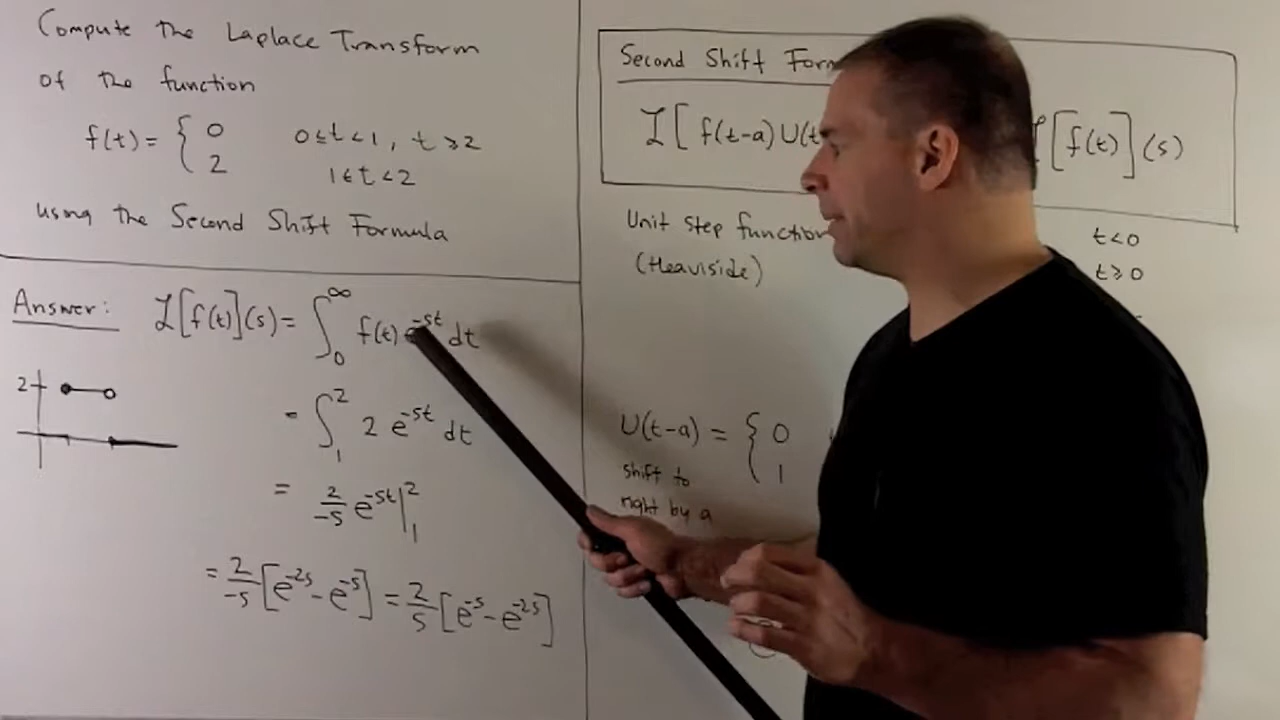 Compute the Laplace Transform
of the function
f(t) = { 0 0≤t<1, t≥2
2 1≤t<2
using the Second Shift Formula
Answer: ℒ[f(t)](s) = ∫₀^∞ f(t) e^{-st} dt
2
= ∫₁² 2 e^{-st} dt
= 2/-s e^{-st} |₁²
= 2/-s [e^{-2s} - e^{-s}] = 2/s [e^{-s} - e^{-2s}]
Second Shift
ℒ[f(t-a) U(t ℒ[f(t)](s)
Unit Step function
(Heaviside)
t<0
t≥0
U(t-a) = { 0
1
shift to
right by a